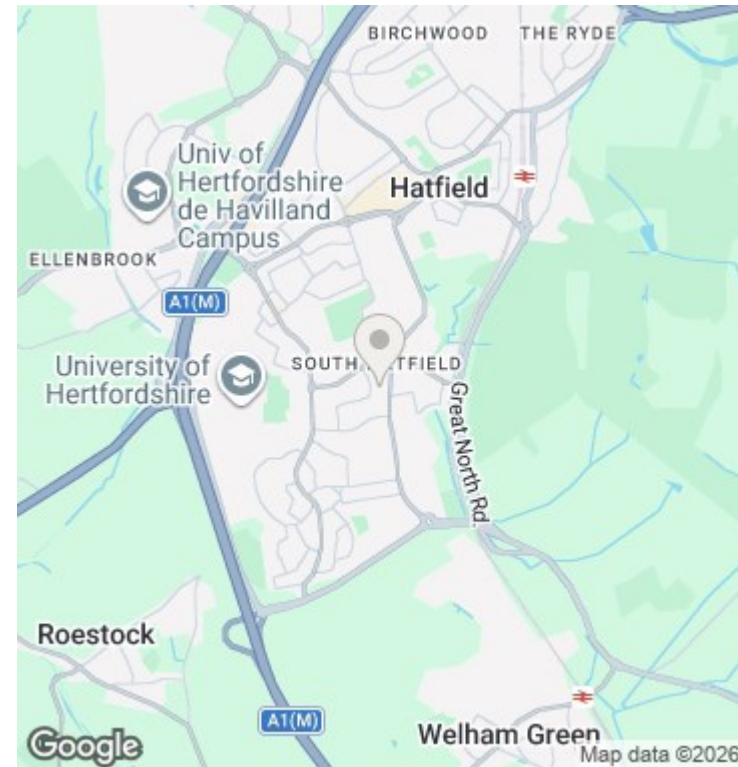 BIRCHWOOD
THE RYDE
Univ of
Hertfordshire
de Havilland
Campus
Hatfield
ELLENBROOK
A1(M)
University of
Hertfordshire
SOUTH HATFIELD
Great North Rd.
Roestock
A1(M)
Welham Green
Google
Map data ©2026